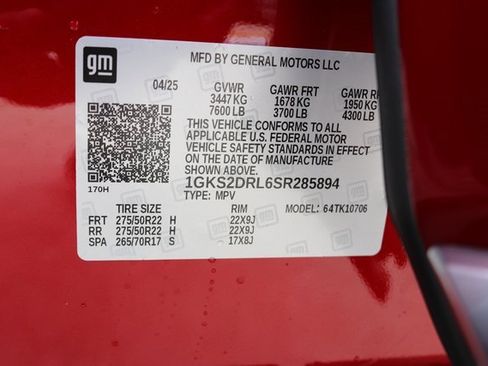 gm
MFD BY GENERAL MOTORS LLC
04/25 GVWR GAWR FRT GAWR RR
3447 KG 1678 KG 1950 KG
7600 LB 3700 LB 4300 LB
THIS VEHICLE CONFORMS TO ALL
APPLICABLE U.S. FEDERAL MOTOR
VEHICLE SAFETY STANDARDS IN EFFECT
ON THE DATE OF MANUFACTURE
SHOWN ABOVE.
170H 1GKS2DRL6SR285894
TYPE: MPV MODEL: 64TK10706
TIRE SIZE RIM
FRT 275/50R22 H 22X9J
RR 275/50R22 H 22X9J
SPA 265/70R17 S 17X8J